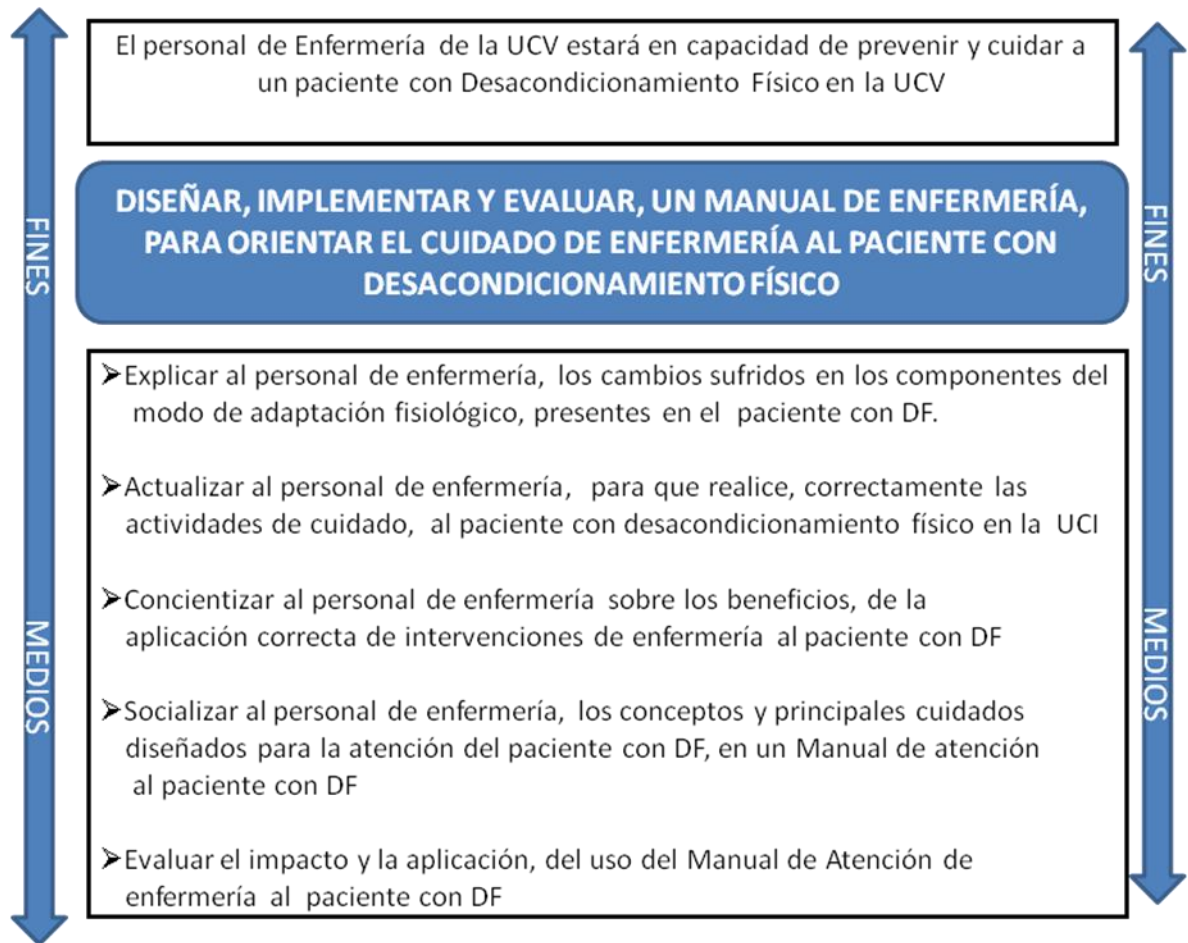 El personal de Enfermería de la UCV estará en capacidad de prevenir y cuidar a
un paciente con Desacondicionamiento Físico en la UCV
DISEÑAR, IMPLEMENTAR Y EVALUAR, UN MANUAL DE ENFERMERÍA,
PARA ORIENTAR EL CUIDADO DE ENFERMERÍA AL PACIENTE CON
DESACONDICIONAMIENTO FÍSICO
FINES
FINES
➢Explicar al personal de enfermería, los cambios sufridos en los componentes del
modo de adaptación fisiológico, presentes en el paciente con DF.
➢Actualizar al personal de enfermería, para que realice, correctamente las
actividades de cuidado, al paciente con desacondicionamiento físico en la UCI
➢Concientizar al personal de enfermería sobre los beneficios, de la
aplicación correcta de intervenciones de enfermería al paciente con DF
➢Socializar al personal de enfermería, los conceptos y principales cuidados
diseñados para la atención del paciente con DF, en un Manual de atención
al paciente con DF
➢Evaluar el impacto y la aplicación, del uso del Manual de Atención de
enfermería al paciente con DF
MEDIOS
MEDIOS